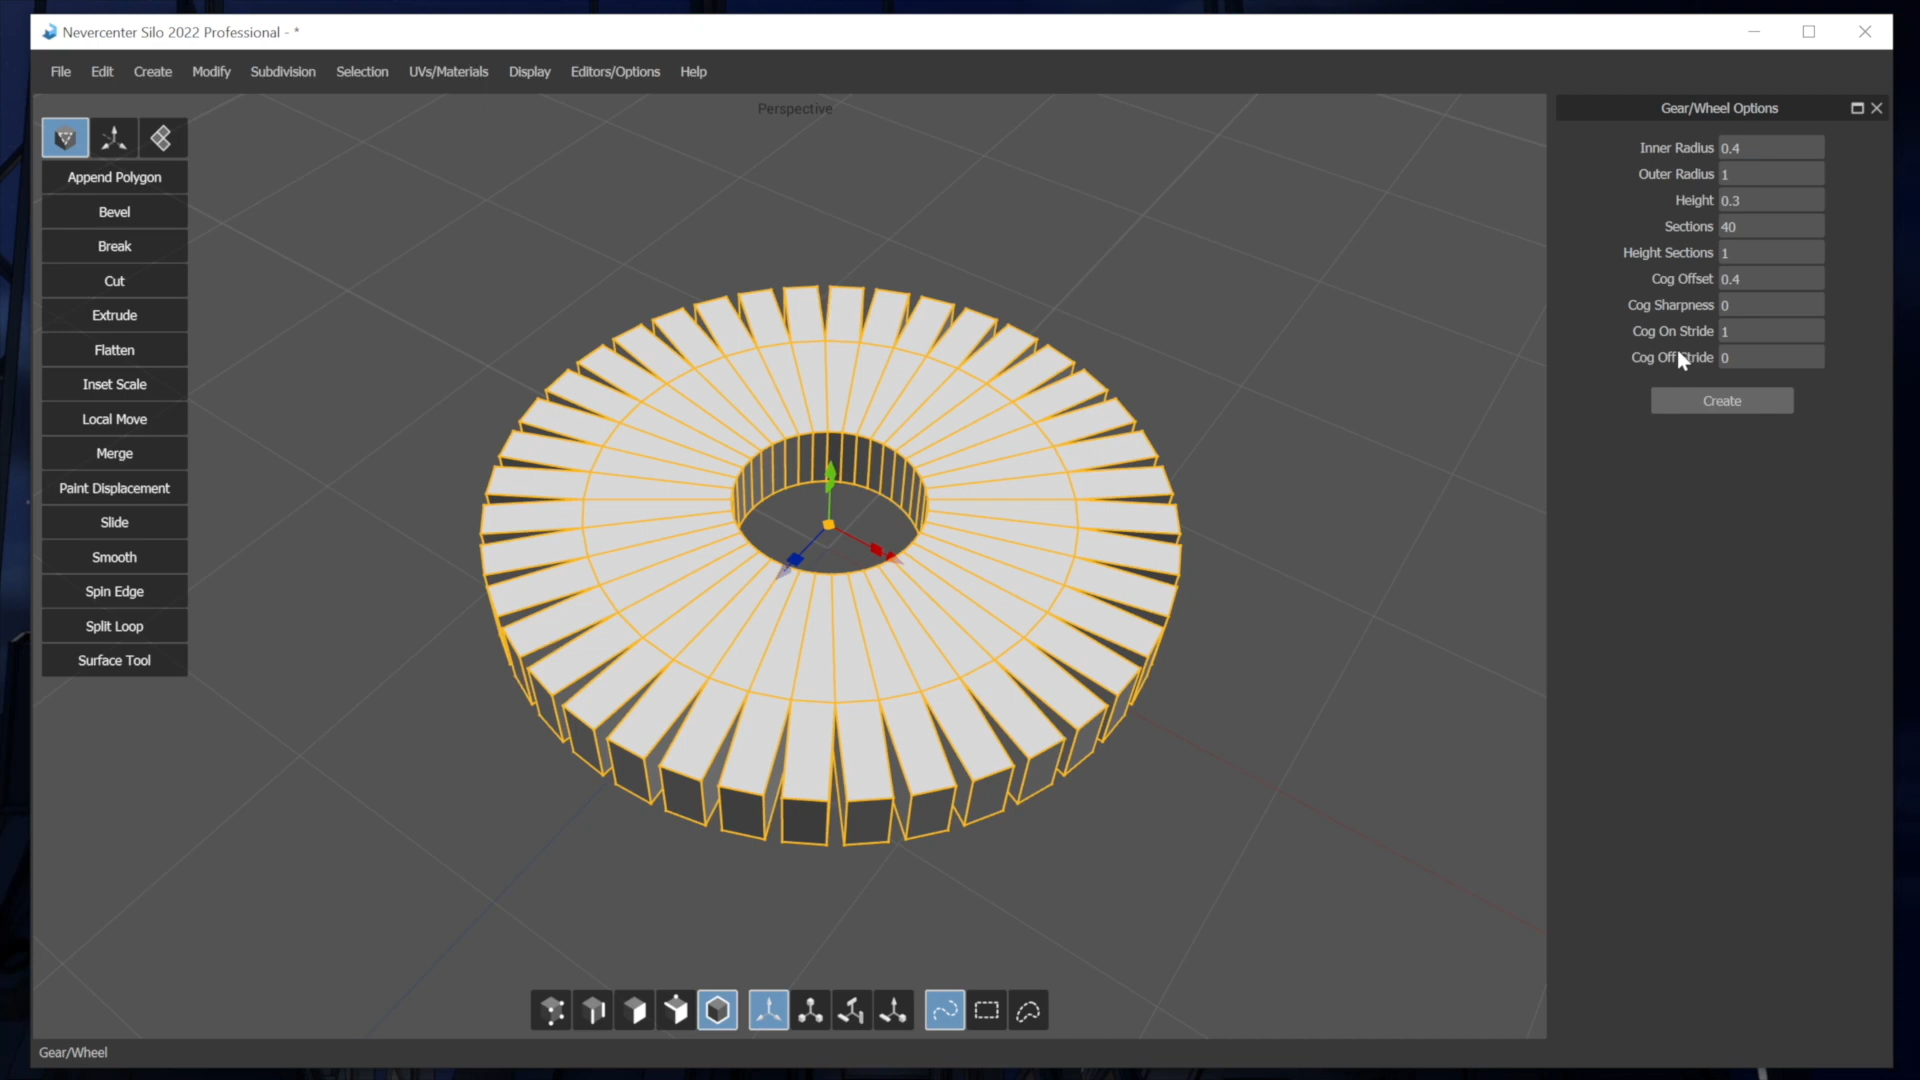 Nevercenter Silo 2022 Professional - *
File Edit Create Modify Subdivision Selection UVs/Materials Display Editors/Options Help
Perspective
Append Polygon
Bevel
Break
Cut
Extrude
Flatten
Inset Scale
Local Move
Merge
Paint Displacement
Slide
Smooth
Spin Edge
Split Loop
Surface Tool
Gear/Wheel Options
Inner Radius 0.4
Outer Radius 1
Height 0.3
Sections 40
Height Sections 1
Cog Offset 0.4
Cog Sharpness 0
Cog On Stride 1
Cog Off Stride 0
Create
Gear/Wheel